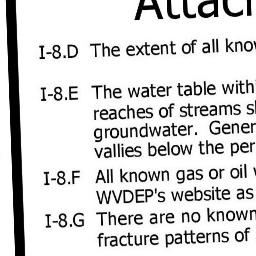 Attach
I-8.D The extent of all know
I-8.E The water table with
reaches of streams s
groundwater. Gener
vallies below the per
I-8.F All known gas or oil
WVDEP's website as
I-8.G There are no known
fracture patterns of